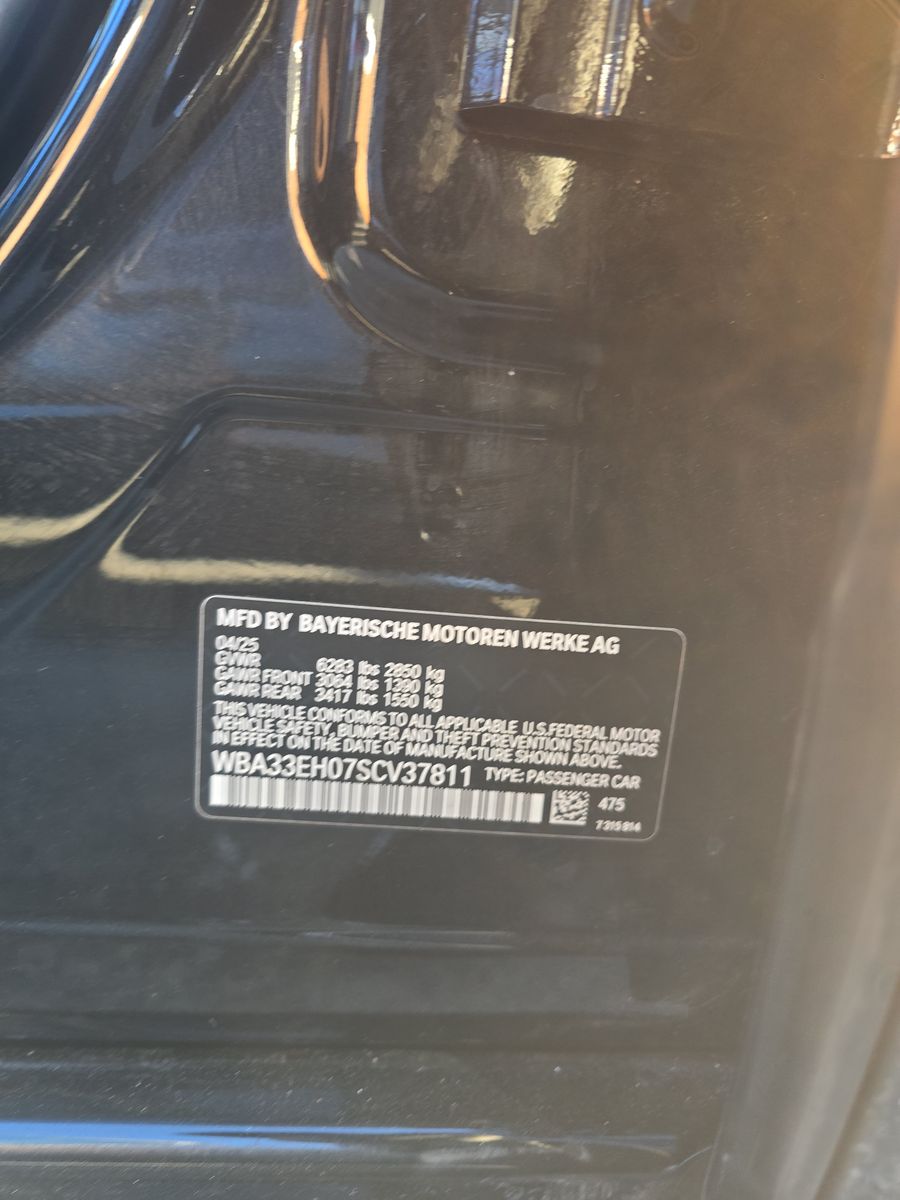 MFD BY BAYERISCHE MOTOREN WERKE AG
04/25
GVWR 6283 lbs 2850 kg
GAWR FRONT 3064 lbs 1390 kg
GAWR REAR 3417 lbs 1550 kg
THIS VEHICLE CONFORMS TO ALL APPLICABLE U.S.FEDERAL MOTOR
VEHICLE SAFETY, BUMPER AND THEFT PREVENTION STANDARDS
IN EFFECT ON THE DATE OF MANUFACTURE SHOWN ABOVE.
WBA33EH07SCV37811 TYPE: PASSENGER CAR
475
7315814